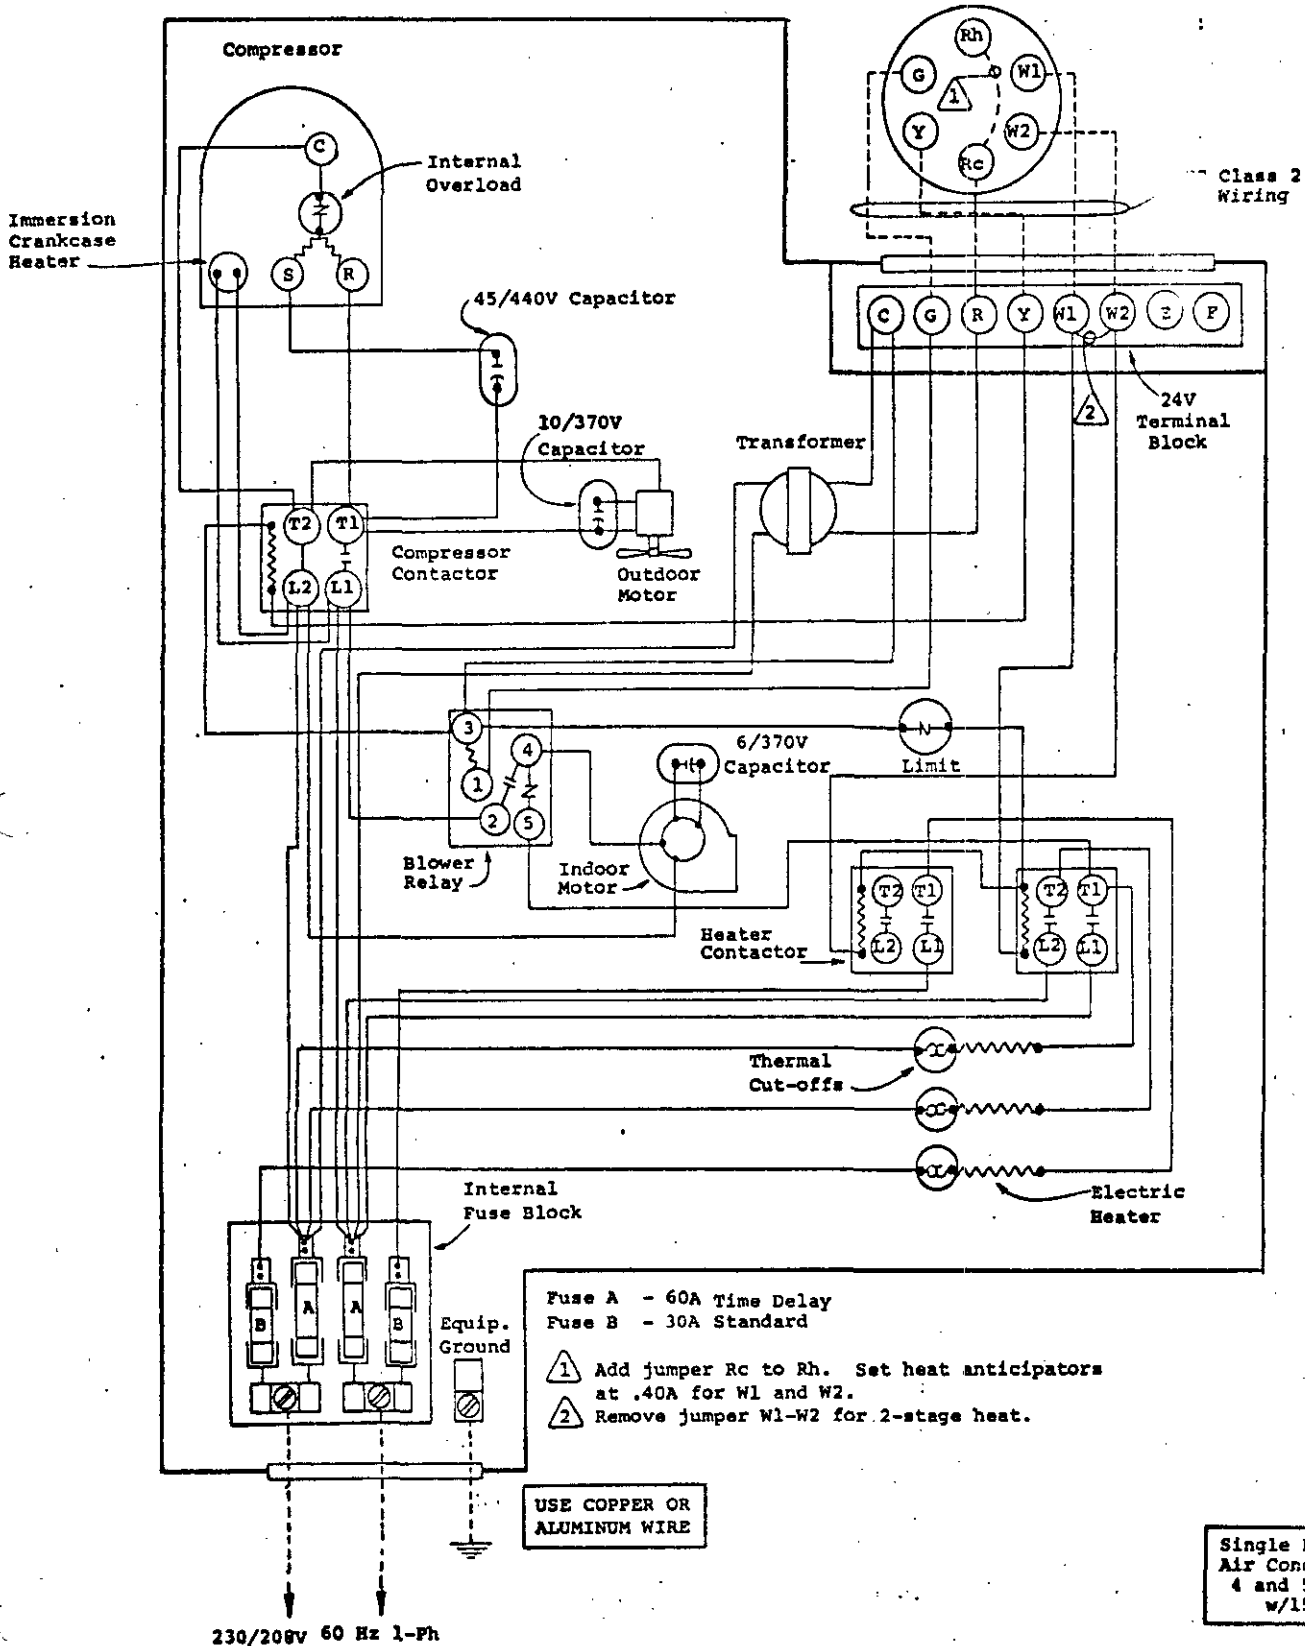 Compressor
C
Internal
Overload
Immersion
Crankcase
Heater
S
R
Rh
G
W1
1
Y
W2
Rc
Class 2
Wiring
C
G
R
Y
W1
W2
E
F
2
24V
Terminal
Block
45/440V Capacitor
10/370V
Capacitor
Transformer
T2
T1
L2
L1
Compressor
Contactor
Outdoor
Motor
3
4
1
2
5
Blower
Relay
6/370V
Capacitor
Limit
Indoor
Motor
Heater
Contactor
T2
T1
L2
L1
T2
T1
L2
L1
Thermal
Cut-offs
Electric
Heater
Internal
Fuse Block
B
A
A
B
Equip.
Ground
Fuse A - 60A Time Delay
Fuse B - 30A Standard
1 Add jumper Rc to Rh. Set heat anticipators
at .40A for W1 and W2.
2 Remove jumper W1-W2 for 2-stage heat.
USE COPPER OR
ALUMINUM WIRE
230/208V 60 Hz 1-Ph
Single
Air
4 and